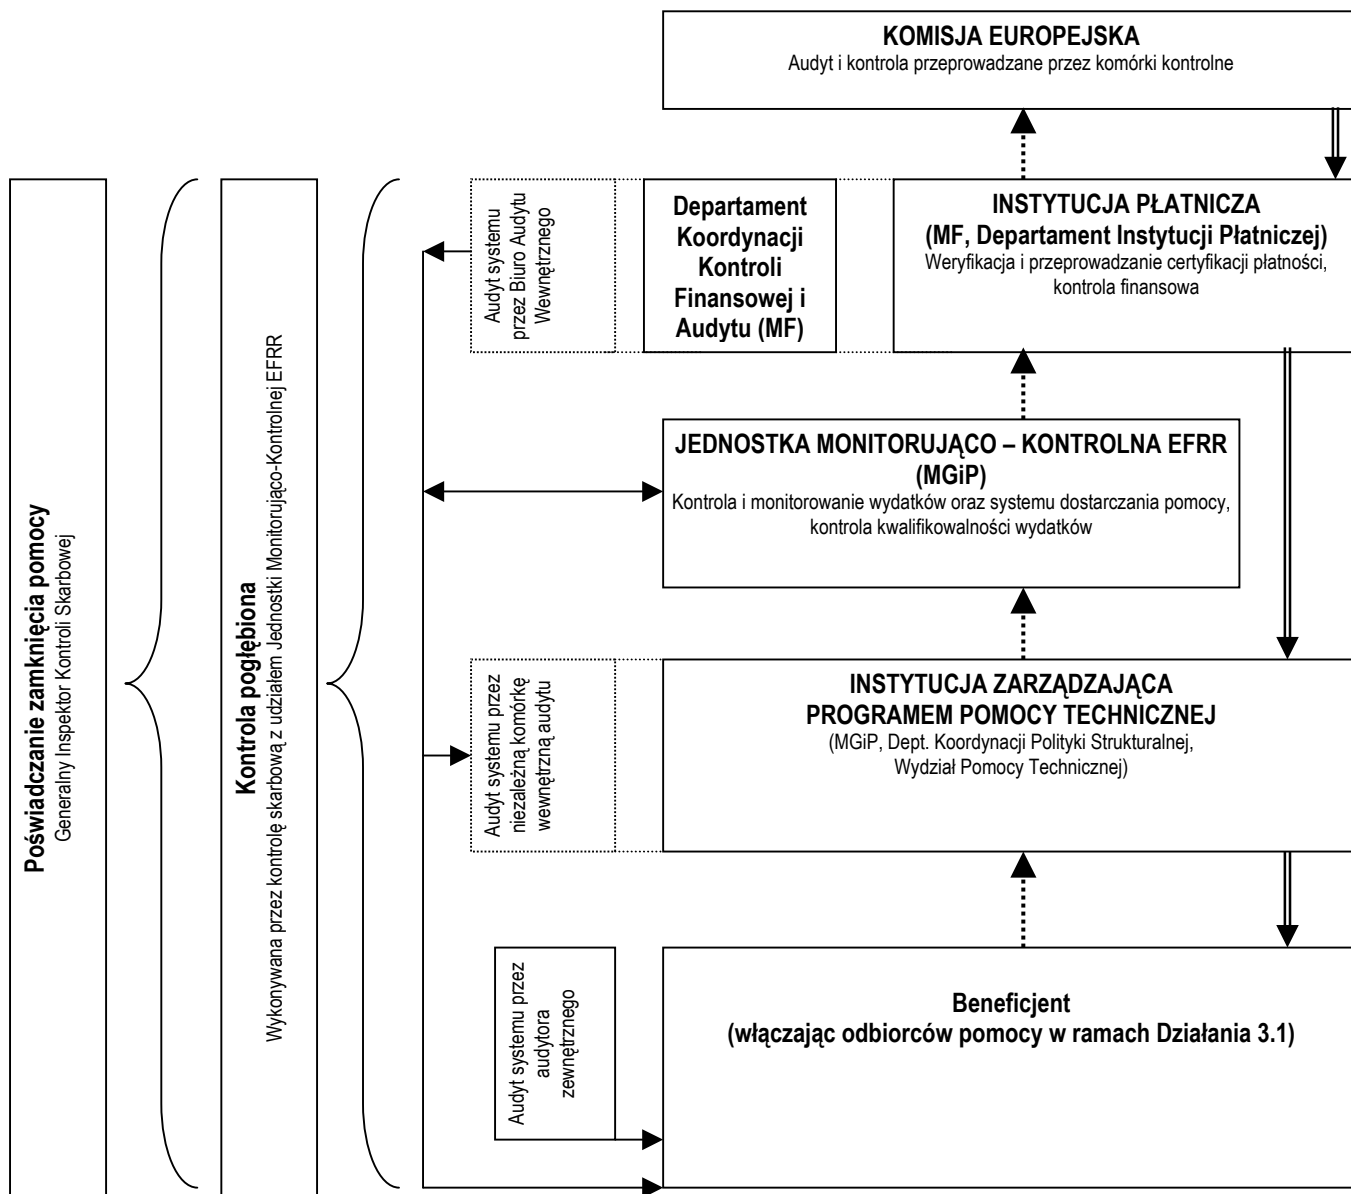 KOMISJA EUROPEJSKA
Audyt i kontrola przeprowadzane przez komórki kontrolne
Poświadczanie zamknięcia pomocy
Generalny Inspektor Kontroli Skarbowej
Kontrola pogłębiona
Wykonywana przez kontrolę skarbową z udziałem Jednostki Monitorująco-Kontrolnej EFRR
Audyt systemu
przez Biuro Audytu
Wewnętrznego
Departament
Koordynacji
Kontroli
Finansowej i
Audytu (MF)
INSTYTUCJA PŁATNICZA
(MF, Departament Instytucji Płatniczej)
Weryfikacja i przeprowadzanie certyfikacji płatności,
kontrola finansowa
JEDNOSTKA MONITORUJĄCO – KONTROLNA EFRR
(MGiP)
Kontrola i monitorowanie wydatków oraz systemu dostarczania pomocy,
kontrola kwalifikowalności wydatków
Audyt systemu przez
niezależną komórkę
wewnętrzną audytu
INSTYTUCJA ZARZĄDZAJĄCA
PROGRAMEM POMOCY TECHNICZNEJ
(MGiP, Dept. Koordynacji Polityki Strukturalnej,
Wydział Pomocy Technicznej)
Audyt systemu przez
audytora
zewnętrznego
Beneficjent
(włączając odbiorców pomocy w ramach Działania 3.1)